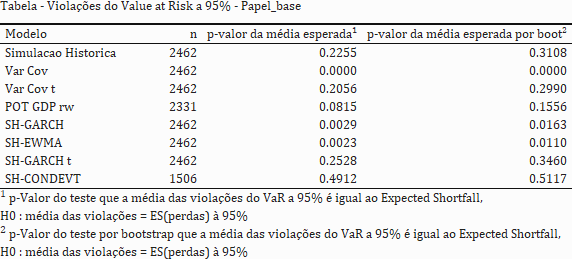 Tabela - Violações do Value at Risk a 95% - Papel_base
Modelo n p-valor da média esperada¹ p-valor da média esperada por boot²
Simulacao Historica 2462 0.2255 0.3108
Var Cov 2462 0.0000 0.0000
Var Cov t 2462 0.2056 0.2990
POT GDP rw 2331 0.0815 0.1556
SH-GARCH 2462 0.0029 0.0163
SH-EWMA 2462 0.0023 0.0110
SH-GARCH t 2462 0.2528 0.3460
SH-CONDEVT 1506 0.4912 0.5117
¹ p-Valor do teste que a média das violações do VaR a 95% é igual ao Expected Shortfall,
H0 : média das violações = ES(perdas) à 95%
² p-Valor do teste por bootstrap que a média das violações do VaR a 95% é igual ao Expected Shortfall,
H0 : média das violações = ES(perdas) à 95%